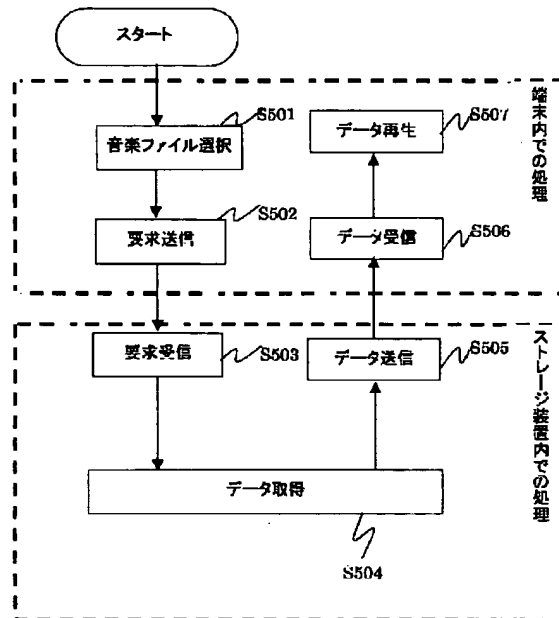 スタート
端末内での処理
S501
音楽ファイル選択
S502
要求送信
S507
データ再生
S506
データ受信
ストレージ装置内での処理
S503
要求受信
S505
データ送信
データ取得
S504